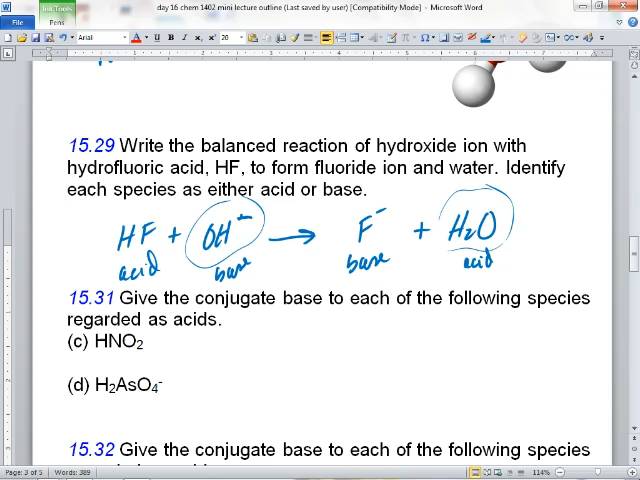 day 16 chem 1402 mini lecture outline (Last saved by user) [Compatibility Mode] - Microsoft Word
InkTools
File
Pens
Arial
20
114%
15.29 Write the balanced reaction of hydroxide ion with
hydrofluoric acid, HF, to form fluoride ion and water. Identify
each species as either acid or base.
HF + OH⁻ → F⁻ + H₂O
acid base base acid
15.31 Give the conjugate base to each of the following species
regarded as acids.
(c) HNO₂
(d) H₂AsO₄⁻
15.32 Give the conjugate base to each of the following species
Page: 3 of 5 Words: 389 114%